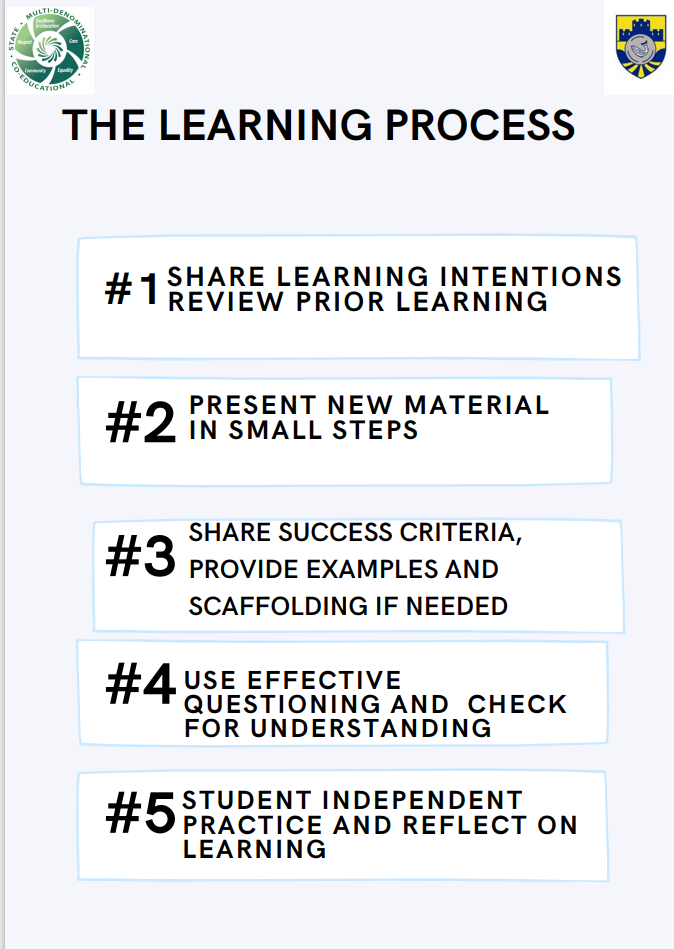 STATE • MULTI-DENOMINATIONAL • CO-EDUCATIONAL •
Excellence
in Education
Respect
Care
Community
Equality
THE LEARNING PROCESS
#1 SHARE LEARNING INTENTIONS
REVIEW PRIOR LEARNING
#2 PRESENT NEW MATERIAL
IN SMALL STEPS
#3 SHARE SUCCESS CRITERIA,
PROVIDE EXAMPLES AND
SCAFFOLDING IF NEEDED
#4 USE EFFECTIVE
QUESTIONING AND  CHECK
FOR UNDERSTANDING
#5 STUDENT INDEPENDENT
PRACTICE AND REFLECT ON
LEARNING